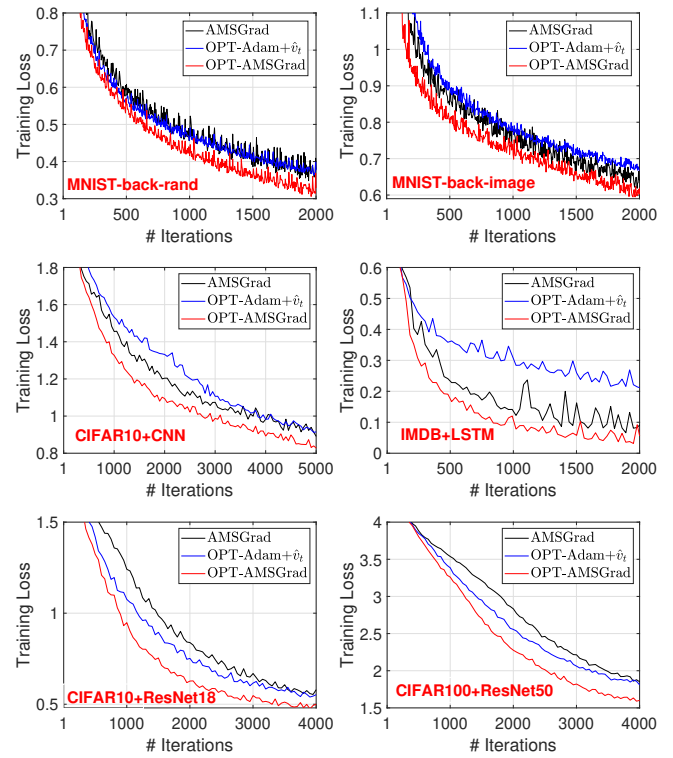 0.8
0.7
0.6
0.5
0.4
0.3
Training Loss
AMSGrad
OPT-Adam+v̂ₜ
OPT-AMSGrad
MNIST-back-rand
1 500 1000 1500 2000
# Iterations
1.1
1
0.9
0.8
0.7
0.6
Training Loss
AMSGrad
OPT-Adam+v̂ₜ
OPT-AMSGrad
MNIST-back-image
1 500 1000 1500 2000
# Iterations
1.8
1.6
1.4
1.2
1
0.8
Training Loss
AMSGrad
OPT-Adam+v̂ₜ
OPT-AMSGrad
CIFAR10+CNN
1 1000 2000 3000 4000 5000
# Iterations
0.6
0.5
0.4
0.3
0.2
0.1
0
Training Loss
AMSGrad
OPT-Adam+v̂ₜ
OPT-AMSGrad
IMDB+LSTM
1 500 1000 1500 2000
# Iterations
1.5
1
0.5
Training Loss
AMSGrad
OPT-Adam+v̂ₜ
OPT-AMSGrad
CIFAR10+ResNet18
1 1000 2000 3000 4000
# Iterations
4
3.5
3
2.5
2
1.5
Training Loss
AMSGrad
OPT-Adam+v̂ₜ
OPT-AMSGrad
CIFAR100+ResNet50
1 1000 2000 3000 4000
# Iterations